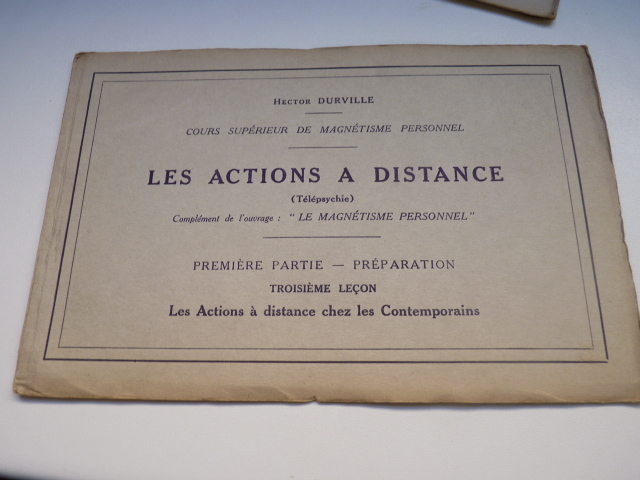 Hector DURVILLE
COURS SUPÉRIEUR DE MAGNÉTISME PERSONNEL
LES ACTIONS A DISTANCE
(Télépsychie)
Complément de l'ouvrage : " LE MAGNÉTISME PERSONNEL"
PREMIÈRE PARTIE — PRÉPARATION
TROISIÈME LEÇON
Les Actions à distance chez les Contemporains